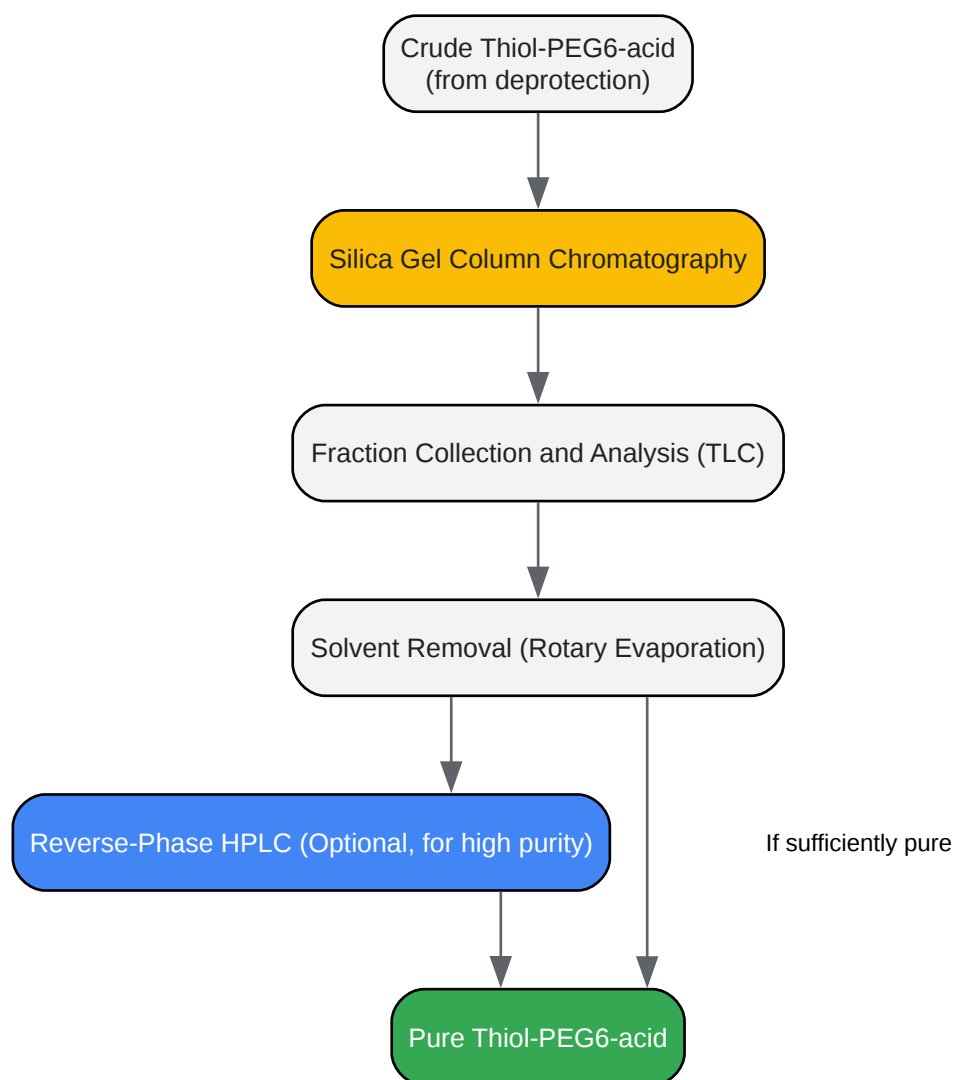 Crude Thiol-PEG6-acid
(from deprotection)
Silica Gel Column Chromatography
Fraction Collection and Analysis (TLC)
Solvent Removal (Rotary Evaporation)
Reverse-Phase HPLC (Optional, for high purity)
If sufficiently pure
Pure Thiol-PEG6-acid